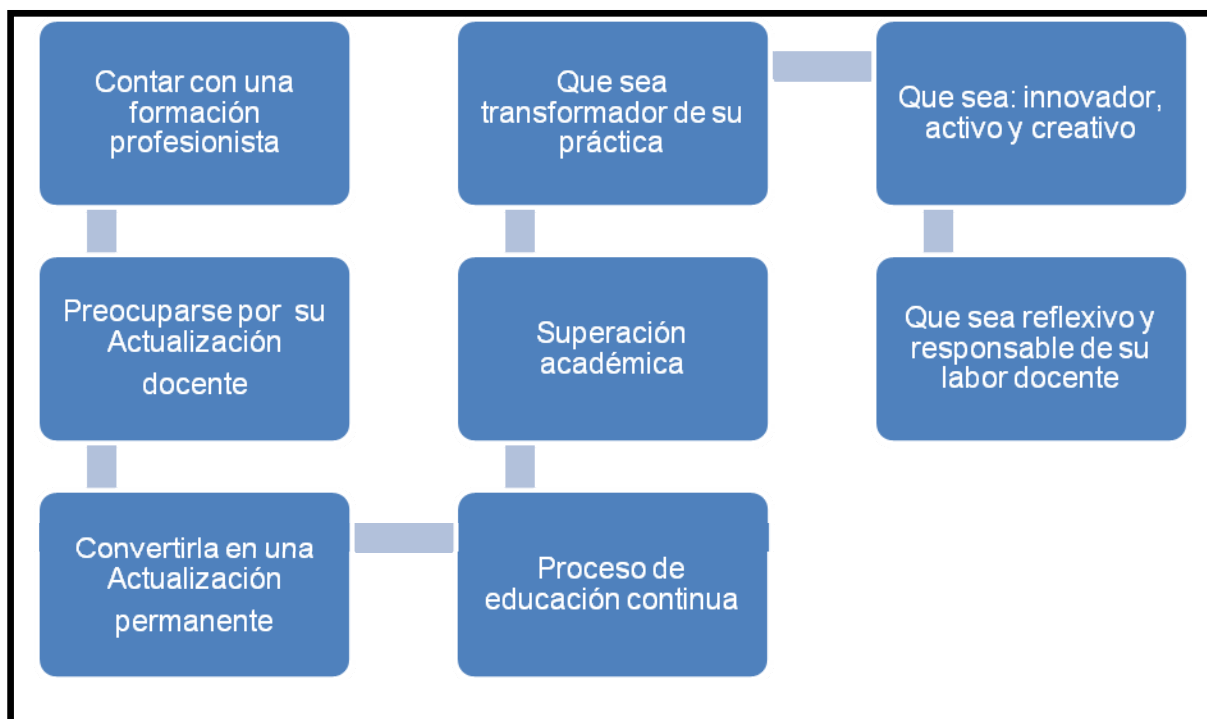 Contar con una
formación
profesionista
Preocuparse por su
Actualización
docente
Convertirla en una
Actualización
permanente
Proceso de
educación continua
Superación
académica
Que sea
transformador de su
práctica
Que sea: innovador,
activo y creativo
Que sea reflexivo y
responsable de su
labor docente